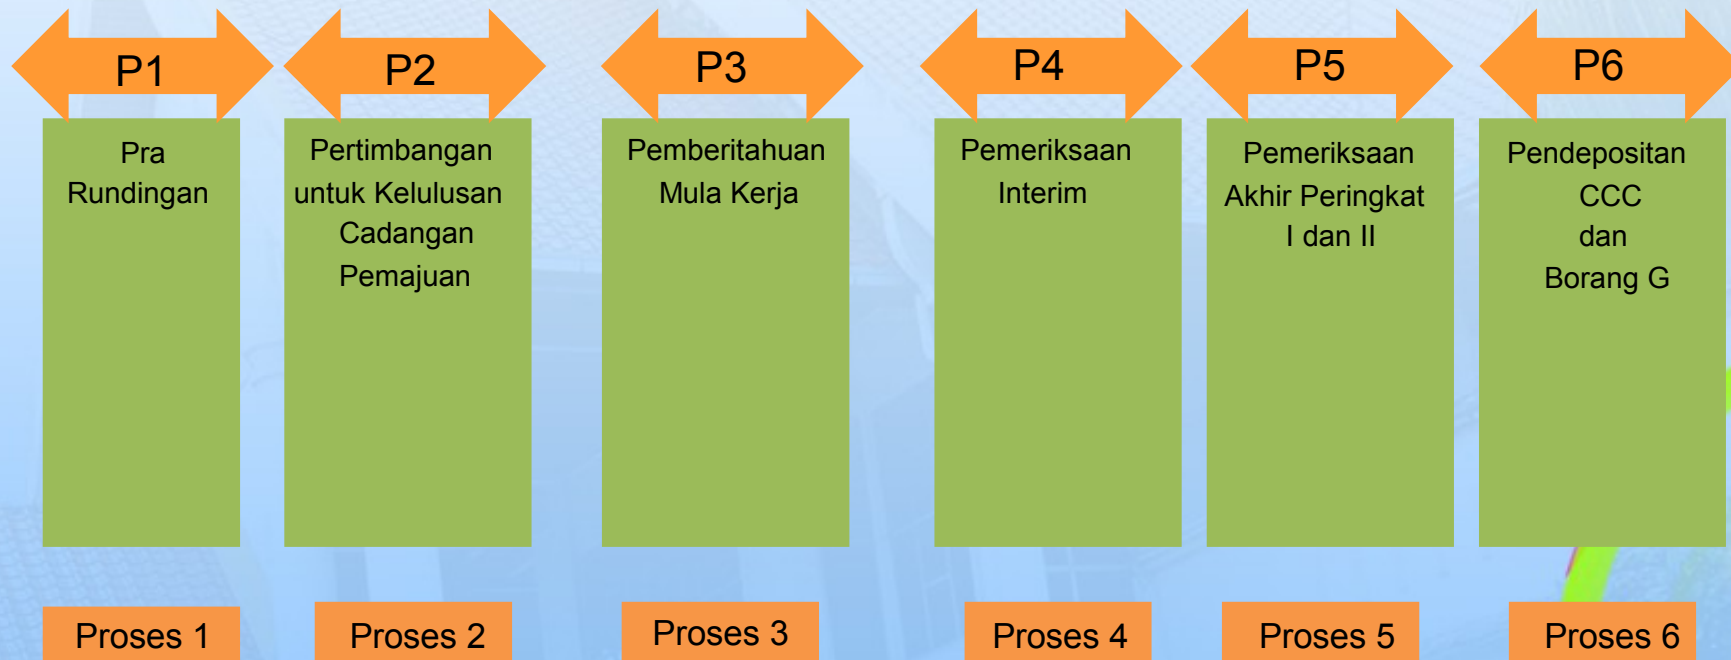 P1
P2
P3
P4
P5
P6
Pra
Rundingan
Pertimbangan
untuk Kelulusan
Cadangan
Pemajuan
Pemberitahuan
Mula Kerja
Pemeriksaan
Interim
Pemeriksaan
Akhir Peringkat
I dan II
Pendepositan
CCC
dan
Borang G
Proses 1
Proses 2
Proses 3
Proses 4
Proses 5
Proses 6